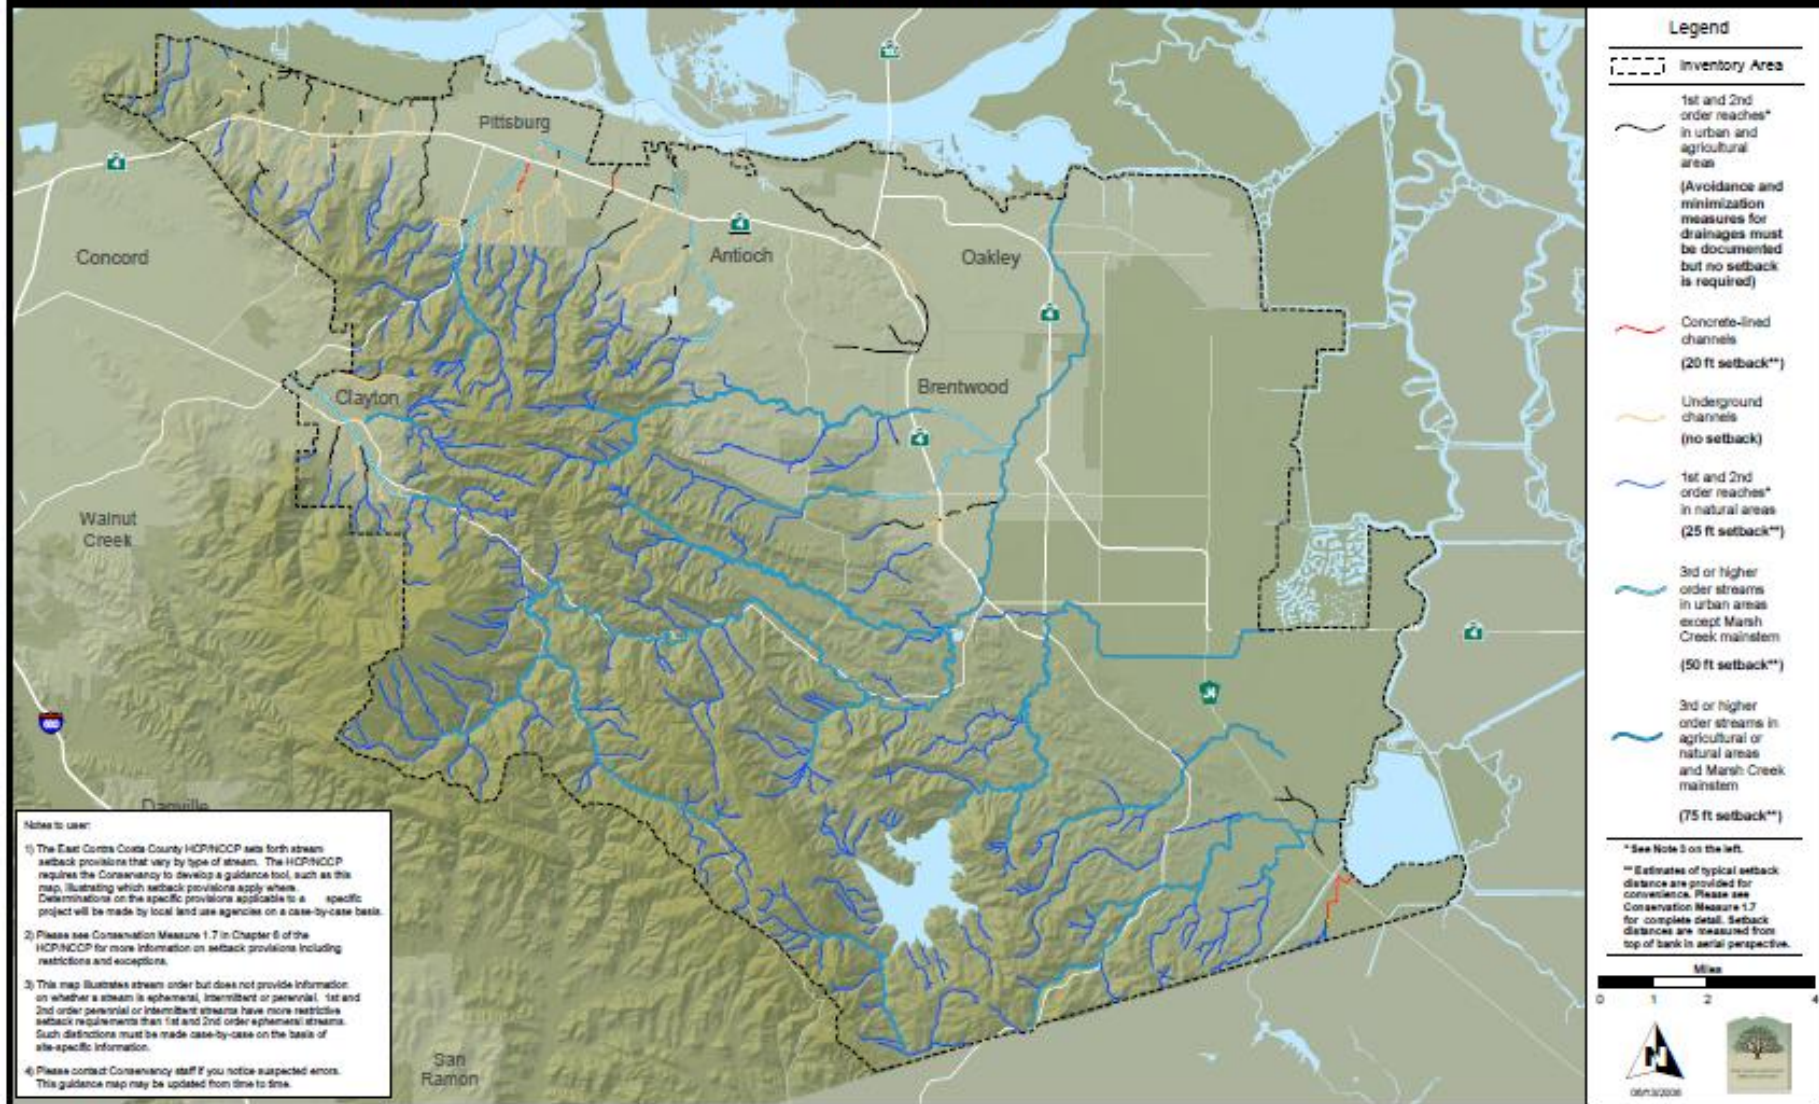 Pittsburg
Concord
Antioch
Oakley
Clayton
Brentwood
Walnut
Creek
Danville
San
Ramon
4
4
4
4
4
4
J4
Notes to user:
1) The East Contra Costa County HCP/NCCP sets forth stream
setback provisions that vary by type of stream. The HCP/NCCP
requires the Conservancy to develop a guidance tool, such as this
map, illustrating which setback provisions apply where.
Determinations on the specific provisions applicable to a specific
project will be made by local land use agencies on a case-by-case basis.
2) Please see Conservation Measure 1.7 in Chapter 6 of the
HCP/NCCP for more information on setback provisions including
restrictions and exceptions.
3) This map illustrates stream order but does not provide information
on whether a stream is ephemeral, intermittent or perennial. 1st and
2nd order perennial or intermittent streams have more restrictive
setback requirements than 1st and 2nd order ephemeral streams.
Such distinctions must be made case-by-case on the basis of
site-specific information.
4) Please contact Conservancy staff if you notice suspected errors.
This guidance map may be updated from time to time.
Legend
Inventory Area
1st and 2nd
order reaches*
in urban and
agricultural
areas
(Avoidance and
minimization
measures for
drainages must
be documented
but no setback
is required)
Concrete-lined
channels
(20 ft setback**)
Underground
channels
(no setback)
1st and 2nd
order reaches*
in natural areas
(25 ft setback**)
3rd or higher
order streams
in urban areas
except Marsh
Creek mainstem
(50 ft setback**)
3rd or higher
order streams in
agricultural or
natural areas
and Marsh Creek
mainstem
(75 ft setback**)
* See Note 3 on the left.
** Estimates of typical setback
distance are provided for
convenience. Please see
Conservation Measure 1.7
for complete detail. Setback
distances are measured from
top of bank in aerial perspective.
Miles
0 1 2 4
N